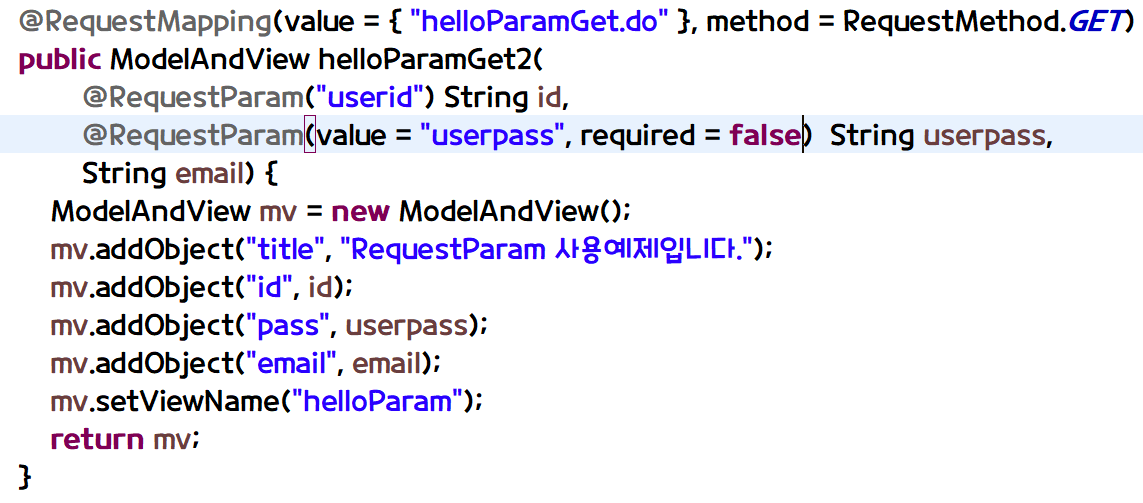 @RequestMapping(value = { "helloParamGet.do" }, method = RequestMethod.GET)
public ModelAndView helloParamGet2(
@RequestParam("userid") String id,
@RequestParam(value = "userpass", required = false)  String userpass,
String email) {
ModelAndView mv = new ModelAndView();
mv.addObject("title", "RequestParam 사용예제입니다.");
mv.addObject("id", id);
mv.addObject("pass", userpass);
mv.addObject("email", email);
mv.setViewName("helloParam");
return mv;
}